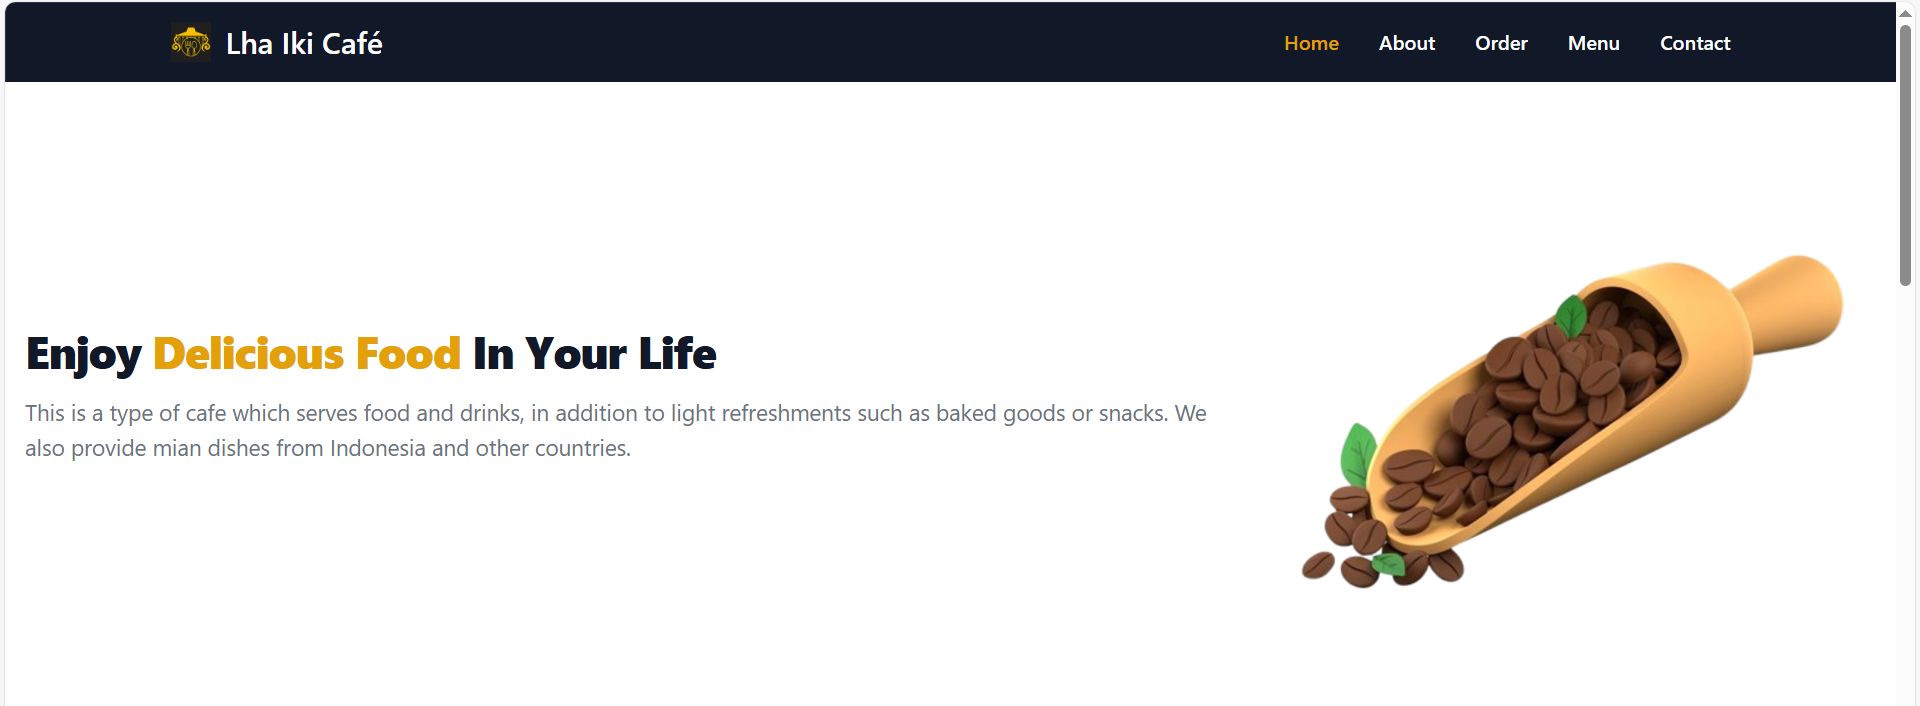 Lha Iki Café
Home About Order Menu Contact
Enjoy Delicious Food In Your Life
This is a type of cafe which serves food and drinks, in addition to light refreshments such as baked goods or snacks. We
also provide mian dishes from Indonesia and other countries.